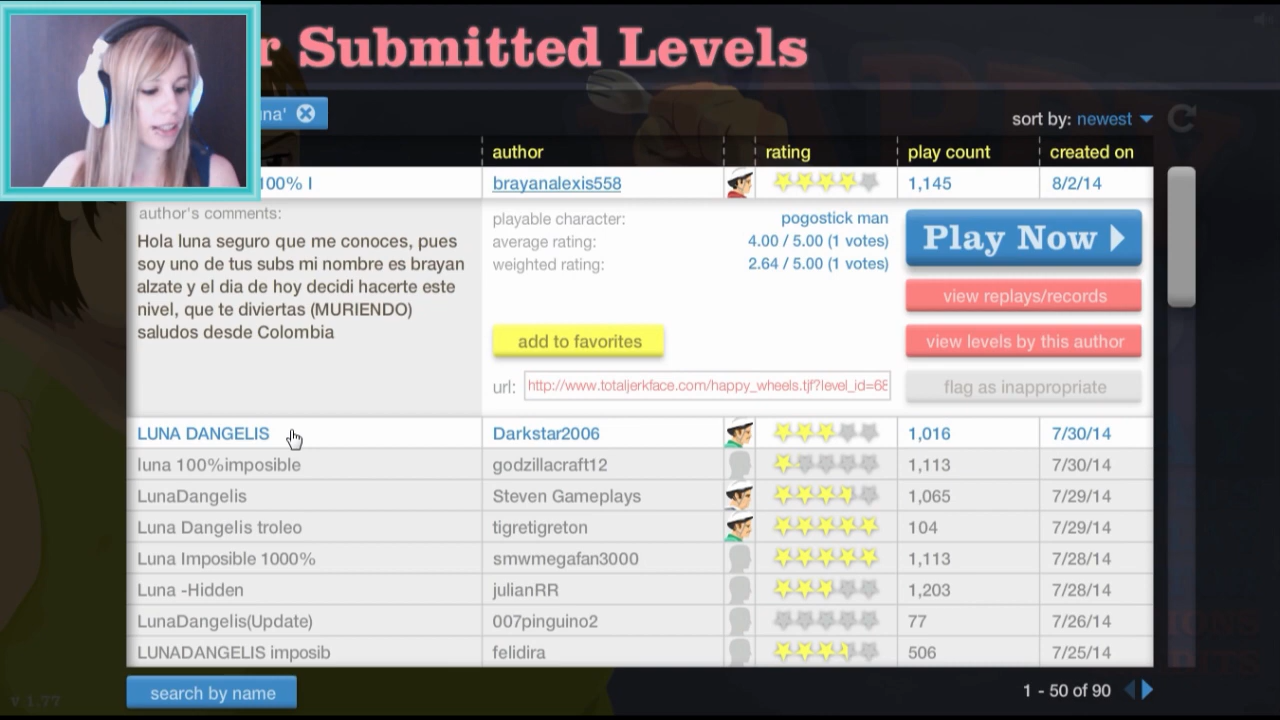 r Submitted Levels
una'
sort by: newest
author rating play count created on
100% I brayanalexis558 1,145 8/2/14
author's comments:
Hola luna seguro que me conoces, pues
soy uno de tus subs mi nombre es brayan
alzate y el dia de hoy decidi hacerte este
nivel, que te diviertas (MURIENDO)
saludos desde Colombia
playable character: pogostick man
average rating: 4.00 / 5.00 (1 votes)
weighted rating: 2.64 / 5.00 (1 votes)
add to favorites
url: http://www.totaljerkface.com/happy_wheels.tjf?level_id=68
Play Now
view replays/records
view levels by this author
flag as inappropriate
LUNA DANGELIS Darkstar2006 1,016 7/30/14
luna 100%imposible godzillacraft12 1,113 7/30/14
LunaDangelis Steven Gameplays 1,065 7/29/14
Luna Dangelis troleo tigretigreton 104 7/29/14
Luna Imposible 1000% smwmegafan3000 1,113 7/28/14
Luna -Hidden julianRR 1,203 7/28/14
LunaDangelis(Update) 007pinguino2 77 7/26/14
LUNADANGELIS imposib felidira 506 7/25/14
search by name
1 - 50 of 90
v.1.77